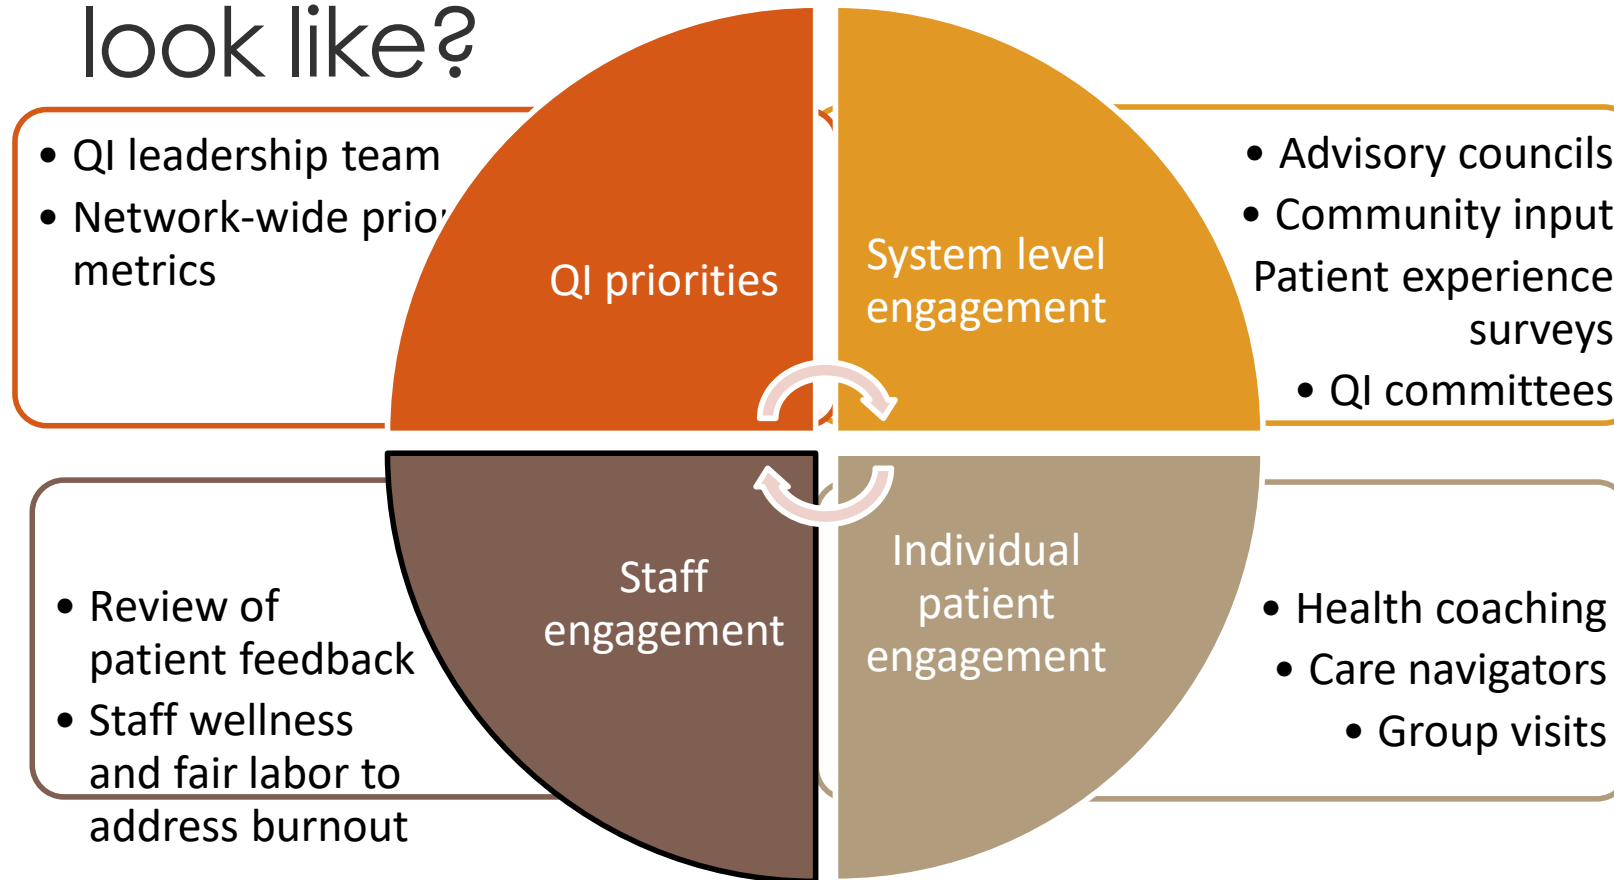 look like?
• QI leadership team
• Network-wide
metrics
QI priorities
System level
engagement
• Advisory councils
• Community input
Patient experience
surveys
• QI committees
• Review of
patient feedback
• Staff wellness
and fair labor to
address burnout
Staff
engagement
Individual
patient
engagement
• Health coaching
• Care navigators
• Group visits